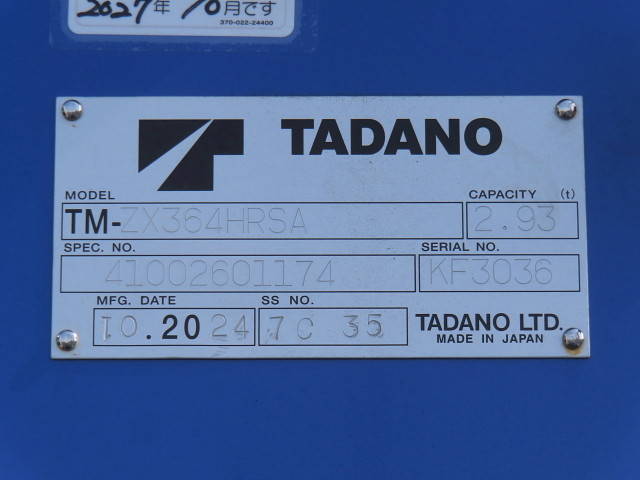 2027年 10月です
370-022-24400
TADANO
MODEL
CAPACITY (t)
TM-ZX364HRSA
2.93
SPEC. NO.
SERIAL NO.
41002601174
KF3036
MFG. DATE
SS NO.
10.2024
7C 35
TADANO LTD.
MADE IN JAPAN